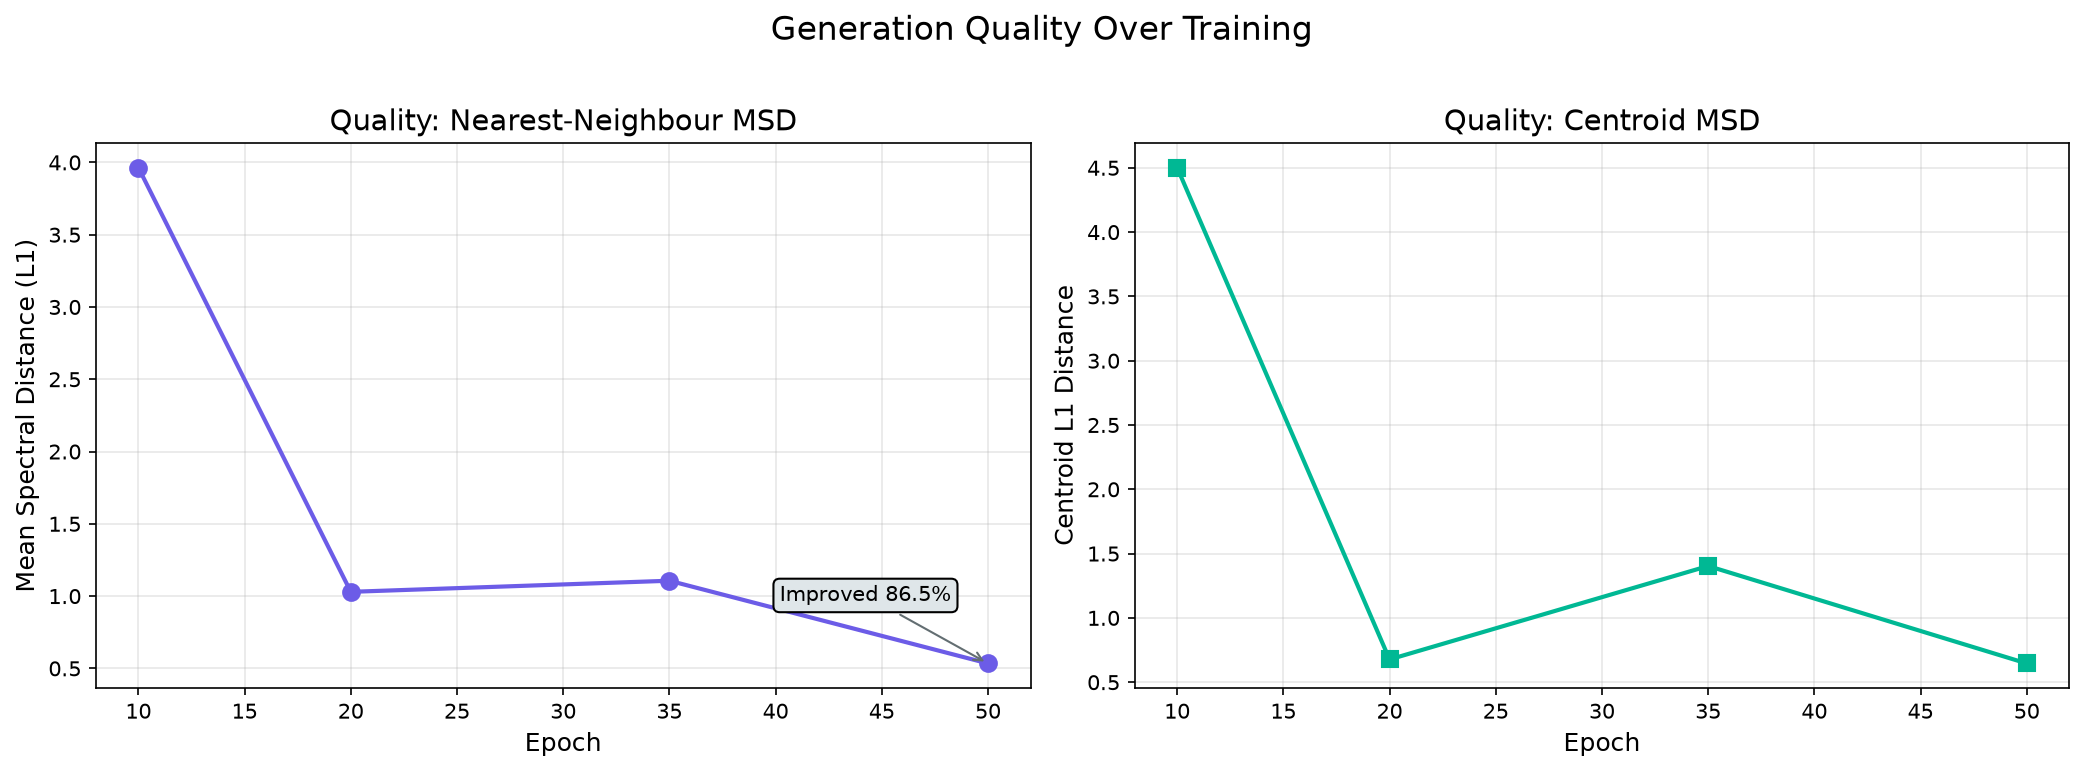 Generation Quality Over Training
Quality: Nearest-Neighbour MSD
Mean Spectral Distance (L1)
4.0
3.5
3.0
2.5
2.0
1.5
1.0
0.5
Improved 86.5%
10 15 20 25 30 35 40 45 50
Epoch
Quality: Centroid MSD
Centroid L1 Distance
4.5
4.0
3.5
3.0
2.5
2.0
1.5
1.0
0.5
10 15 20 25 30 35 40 45 50
Epoch